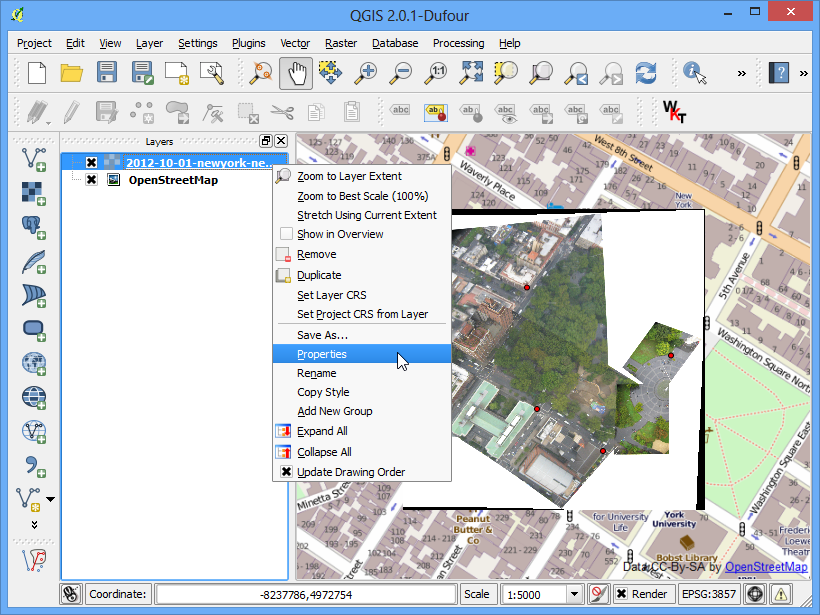 QGIS 2.0.1-Dufour
Project Edit View Layer Settings Plugins Vector Raster Database Processing Help
Layers
2012-10-01-newyork-ne...
OpenStreetMap
Zoom to Layer Extent
Zoom to Best Scale (100%)
Stretch Using Current Extent
Show in Overview
Remove
Duplicate
Set Layer CRS
Set Project CRS from Layer
Save As...
Properties
Rename
Copy Style
Add New Group
Expand All
Collapse All
Update Drawing Order
West 8th Street
Waverly Place
New York
5th Avenue
Washington Square North
Washington Square East
Minetta Street
Peanut Butter & Co
for University Life
York University
Bobst Library
Frederick Loewe Theatre
Data CC-By-SA by OpenStreetMap
Coordinate: -8237786,4972754 Scale 1:5000 Render EPSG:3857